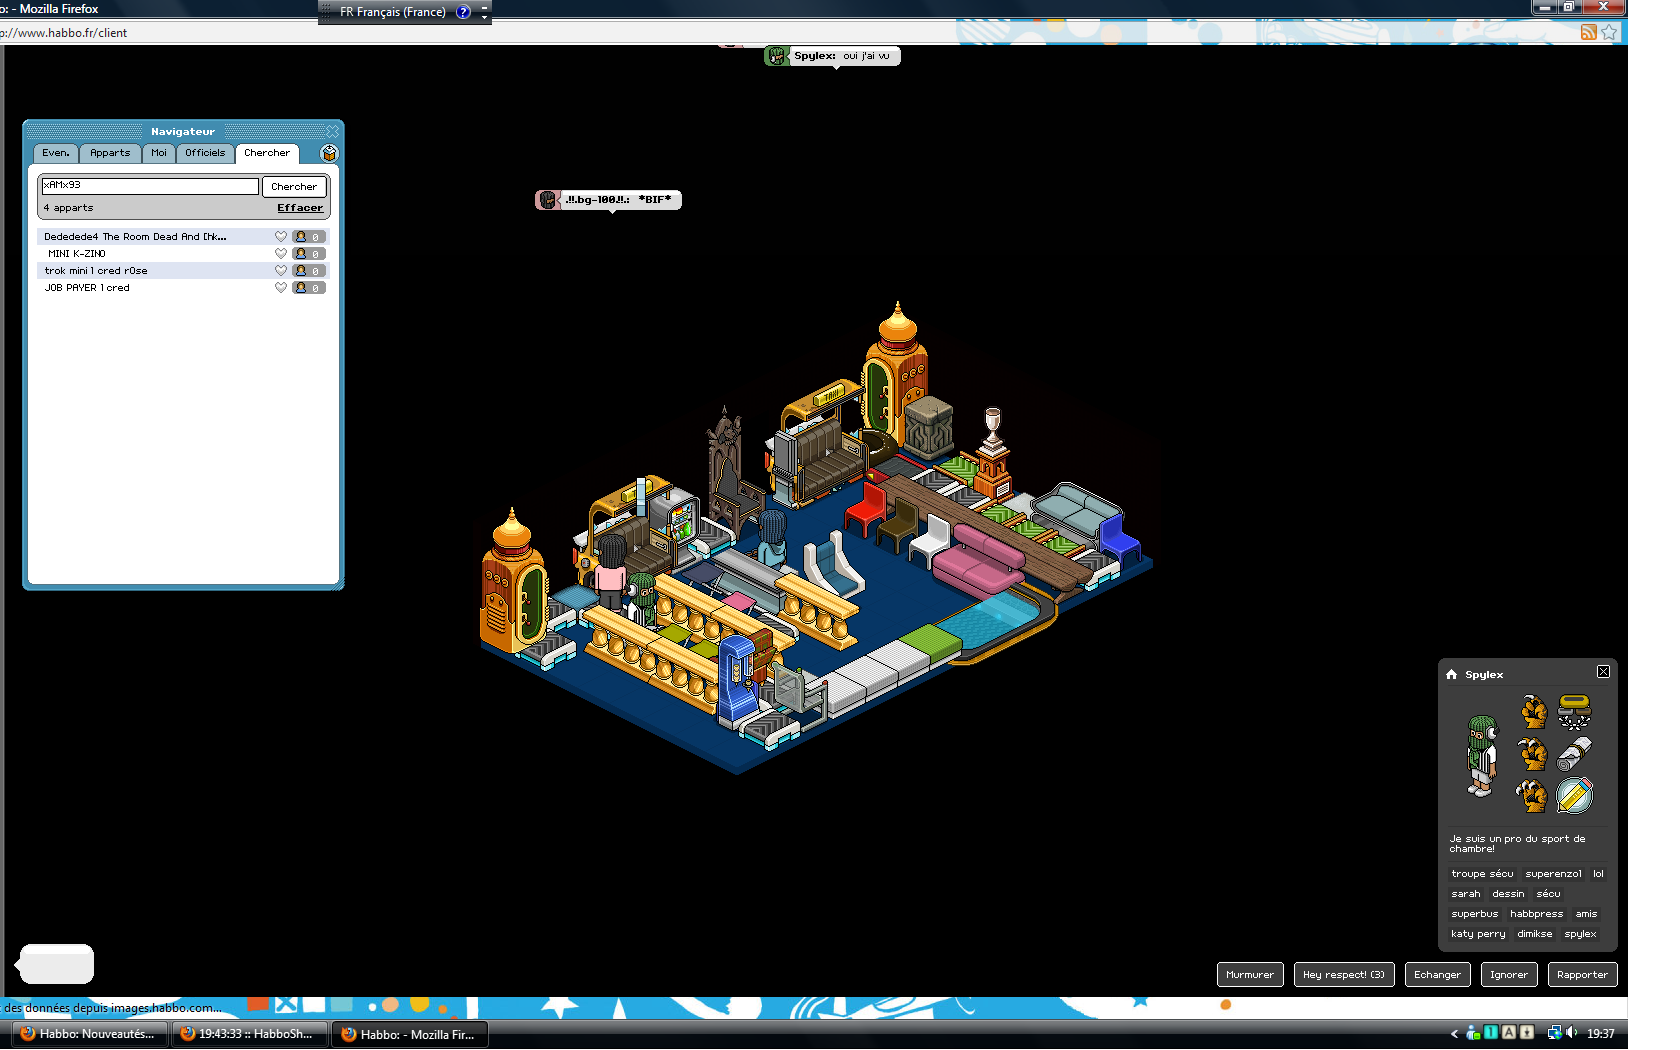 o: - Mozilla Firefox
FR Français (France)
p://www.habbo.fr/client
Spylex: oui j'ai vu
Navigateur
Even.
Apparts
Moi
Officiels
Chercher
xAMx93
Chercher
4 apparts
Effacer
Dededede4 The Room Dead And [hk...
0
MINI K-ZINO
0
trok mini 1 cred r0se
0
JOB PAYER 1 cred
0
.!!.bg-100.!!.: *BIF*
TAXI
Spylex
Je suis un pro du sport de
chambre!
troupe sécu superenzo1 lol
sarah dessin sécu
superbus habbpress amis
katy perry dimikse spylex
Murmurer
Hey respect! (3)
Echanger
Ignorer
Rapporter
t des données depuis images.habbo.com...
Habbo: Nouveautés...
19:43:33 :: HabboSh...
Habbo: - Mozilla Fir...
1
A
19:37